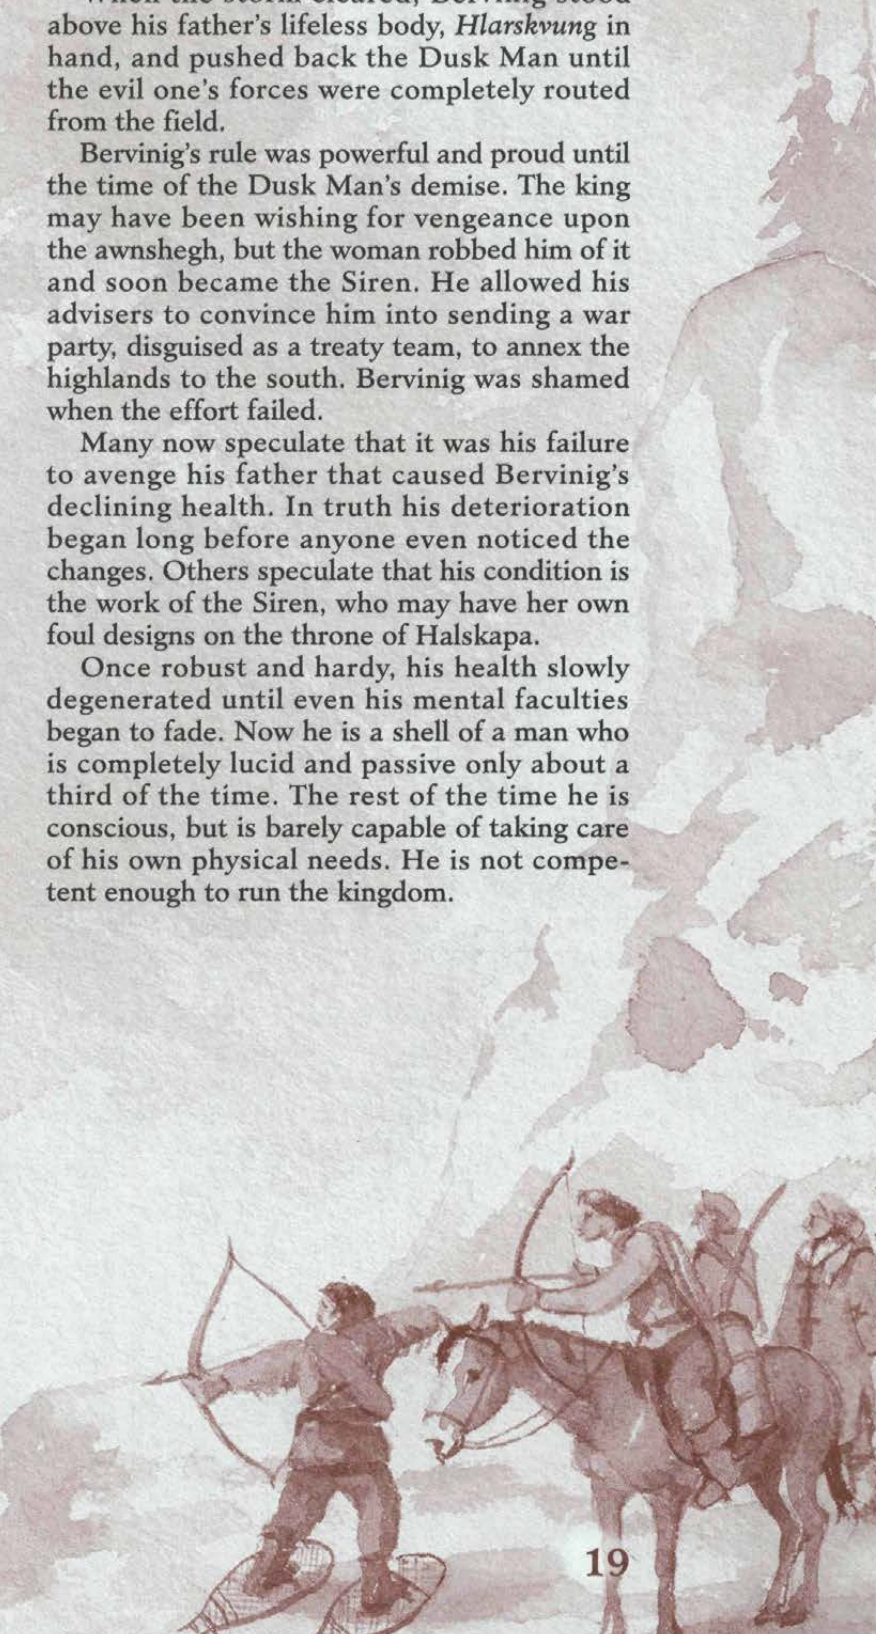 When the storm cleared, Bervinig stood
above his father's lifeless body, Hlarskvung in
hand, and pushed back the Dusk Man until
the evil one's forces were completely routed
from the field.
Bervinig's rule was powerful and proud until
the time of the Dusk Man's demise. The king
may have been wishing for vengeance upon
the awnshegh, but the woman robbed him of it
and soon became the Siren. He allowed his
advisers to convince him into sending a war
party, disguised as a treaty team, to annex the
highlands to the south. Bervinig was shamed
when the effort failed.
Many now speculate that it was his failure
to avenge his father that caused Bervinig's
declining health. In truth his deterioration
began long before anyone even noticed the
changes. Others speculate that his condition is
the work of the Siren, who may have her own
foul designs on the throne of Halskapa.
Once robust and hardy, his health slowly
degenerated until even his mental faculties
began to fade. Now he is a shell of a man who
is completely lucid and passive only about a
third of the time. The rest of the time he is
conscious, but is barely capable of taking care
of his own physical needs. He is not compe-
tent enough to run the kingdom.
19